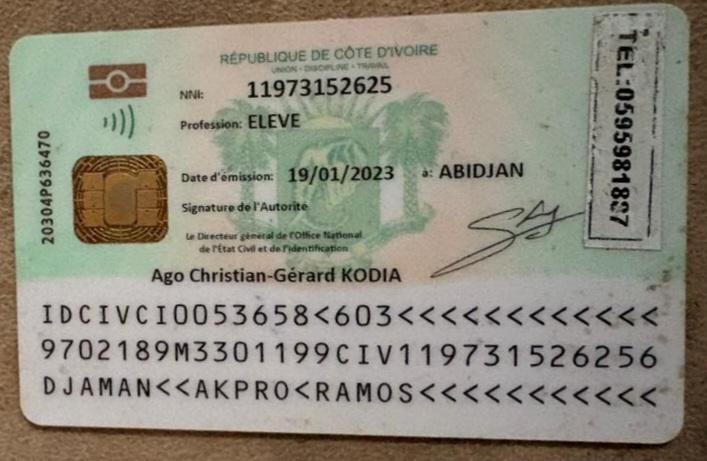 RÉPUBLIQUE DE CÔTE D'IVOIRE
UNION - DISCIPLINE - TRAVAIL
NNI: 11973152625
Profession: ELEVE
Date d'émission: 19/01/2023 à: ABIDJAN
Signature de l'Autorité
Le Directeur général de l'Office National
de l'État Civil et de l'Identification
Ago Christian-Gérard KODIA
20304P636470
TEL.:0595981887
IDCIVCI0053658<603<<<<<<<<<<<<
9702189M3301199CIV119731526256
DJAMAN<<AKPRO<RAMOS<<<<<<<<<<<